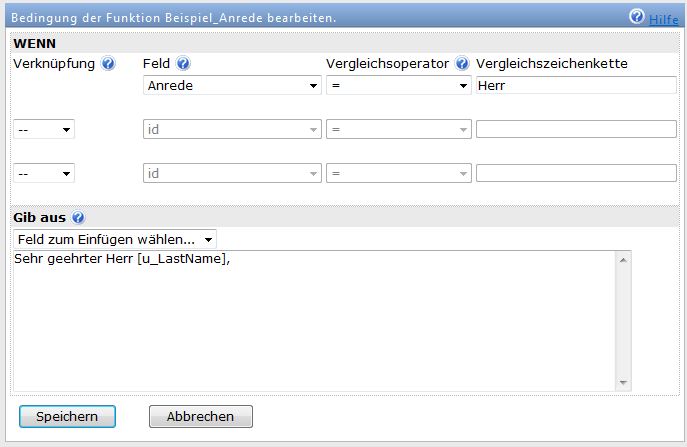 Bedingung der Funktion Beispiel_Anrede bearbeiten. ? Hilfe
WENN
Verknüpfung ? Feld ? Vergleichsoperator ? Vergleichszeichenkette
Anrede = Herr
-- id =
-- id =
Gib aus ?
Feld zum Einfügen wählen...
Sehr geehrter Herr [u_LastName],
Speichern Abbrechen